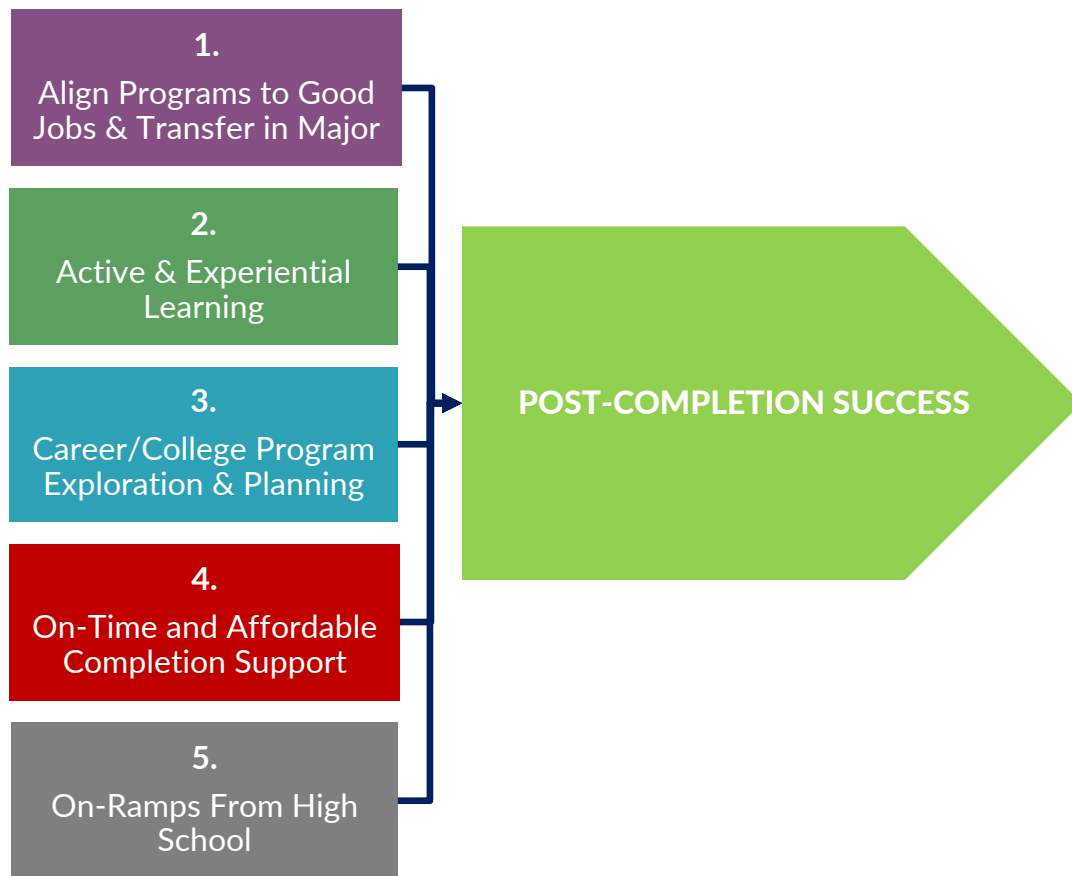 1.
Align Programs to Good
Jobs & Transfer in Major
2.
Active & Experiential
Learning
3.
Career/College Program
Exploration & Planning
4.
On-Time and Affordable
Completion Support
5.
On-Ramps From High
School
POST-COMPLETION SUCCESS